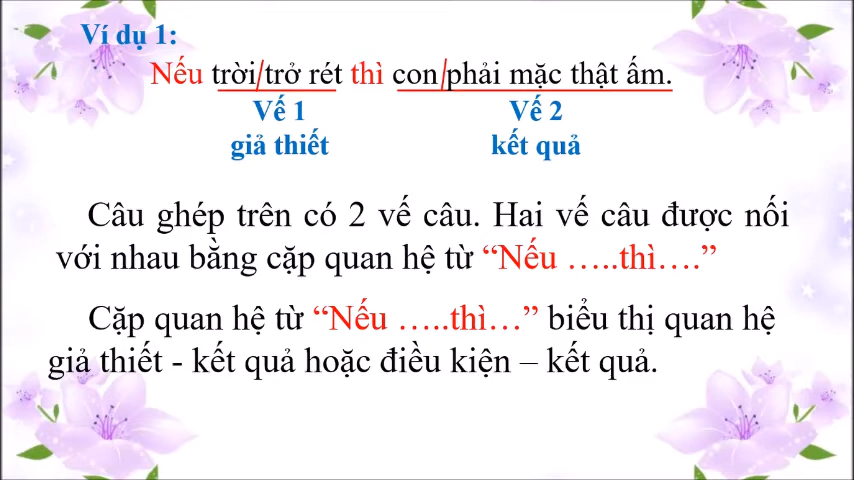 Ví dụ 1:
Nếu trời/trở rét thì con/phải mặc thật ấm.
Vế 1 Vế 2
giả thiết kết quả
Câu ghép trên có 2 vế câu. Hai vế câu được nối
với nhau bằng cặp quan hệ từ “Nếu …..thì….”
Cặp quan hệ từ “Nếu …..thì…” biểu thị quan hệ
giả thiết - kết quả hoặc điều kiện – kết quả.